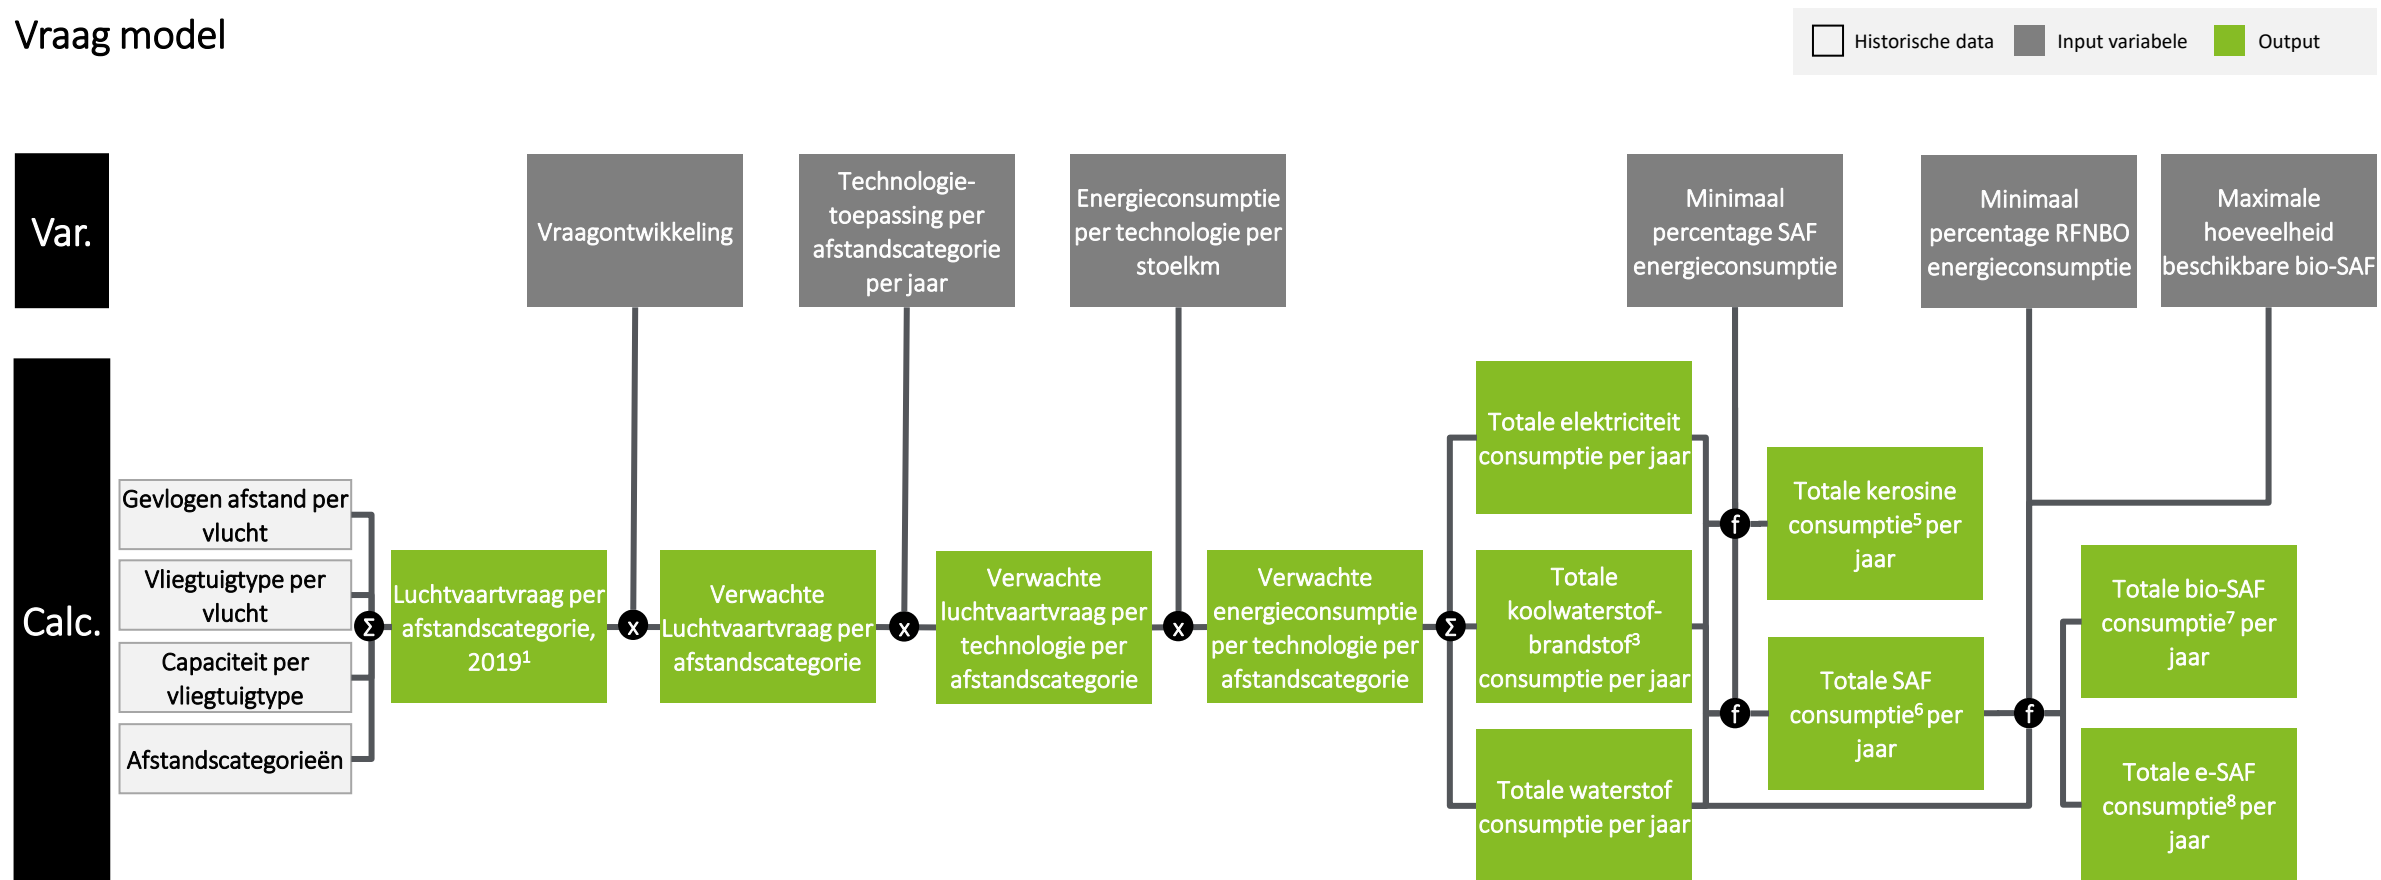 Vraag model
Historische data
Input variabele
Output
Var.
Vraagontwikkeling
Technologie-
toepassing per
afstandscategorie
per jaar
Energieconsumptie
per technologie per
stoelkm
Minimaal
percentage SAF
energieconsumptie
Minimaal
percentage RFNBO
energieconsumptie
Maximale
hoeveelheid
beschikbare bio-SAF
Calc.
Gevlogen afstand per
vlucht
Vliegtuigtype per
vlucht
Capaciteit per
vliegtuigtype
Afstandscategorieën
Σ
Luchtvaartvraag per
afstandscategorie,
2019¹
x
Verwachte
Luchtvaartvraag per
afstandscategorie
x
Verwachte
luchtvaartvraag per
technologie per
afstandscategorie
x
Verwachte
energieconsumptie
per technologie per
afstandscategorie
Σ
Totale elektriciteit
consumptie per jaar
Totale
koolwaterstof-
brandstof³
consumptie per jaar
Totale waterstof
consumptie per jaar
f
Totale kerosine
consumptie⁵ per
jaar
f
Totale SAF
consumptie⁶ per
jaar
f
Totale bio-SAF
consumptie⁷ per
jaar
Totale e-SAF
consumptie⁸ per
jaar